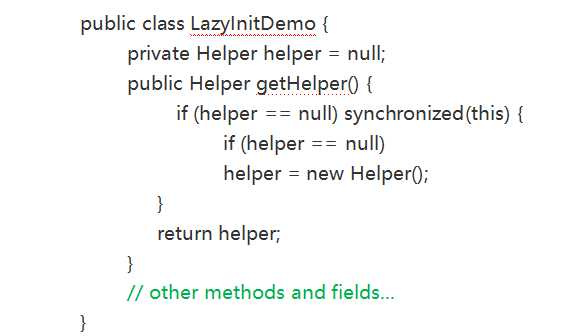 public class LazyInitDemo {
private Helper helper = null;
public Helper getHelper() {
if (helper == null) synchronized(this) {
if (helper == null)
helper = new Helper();
}
return helper;
}
// other methods and fields...
}